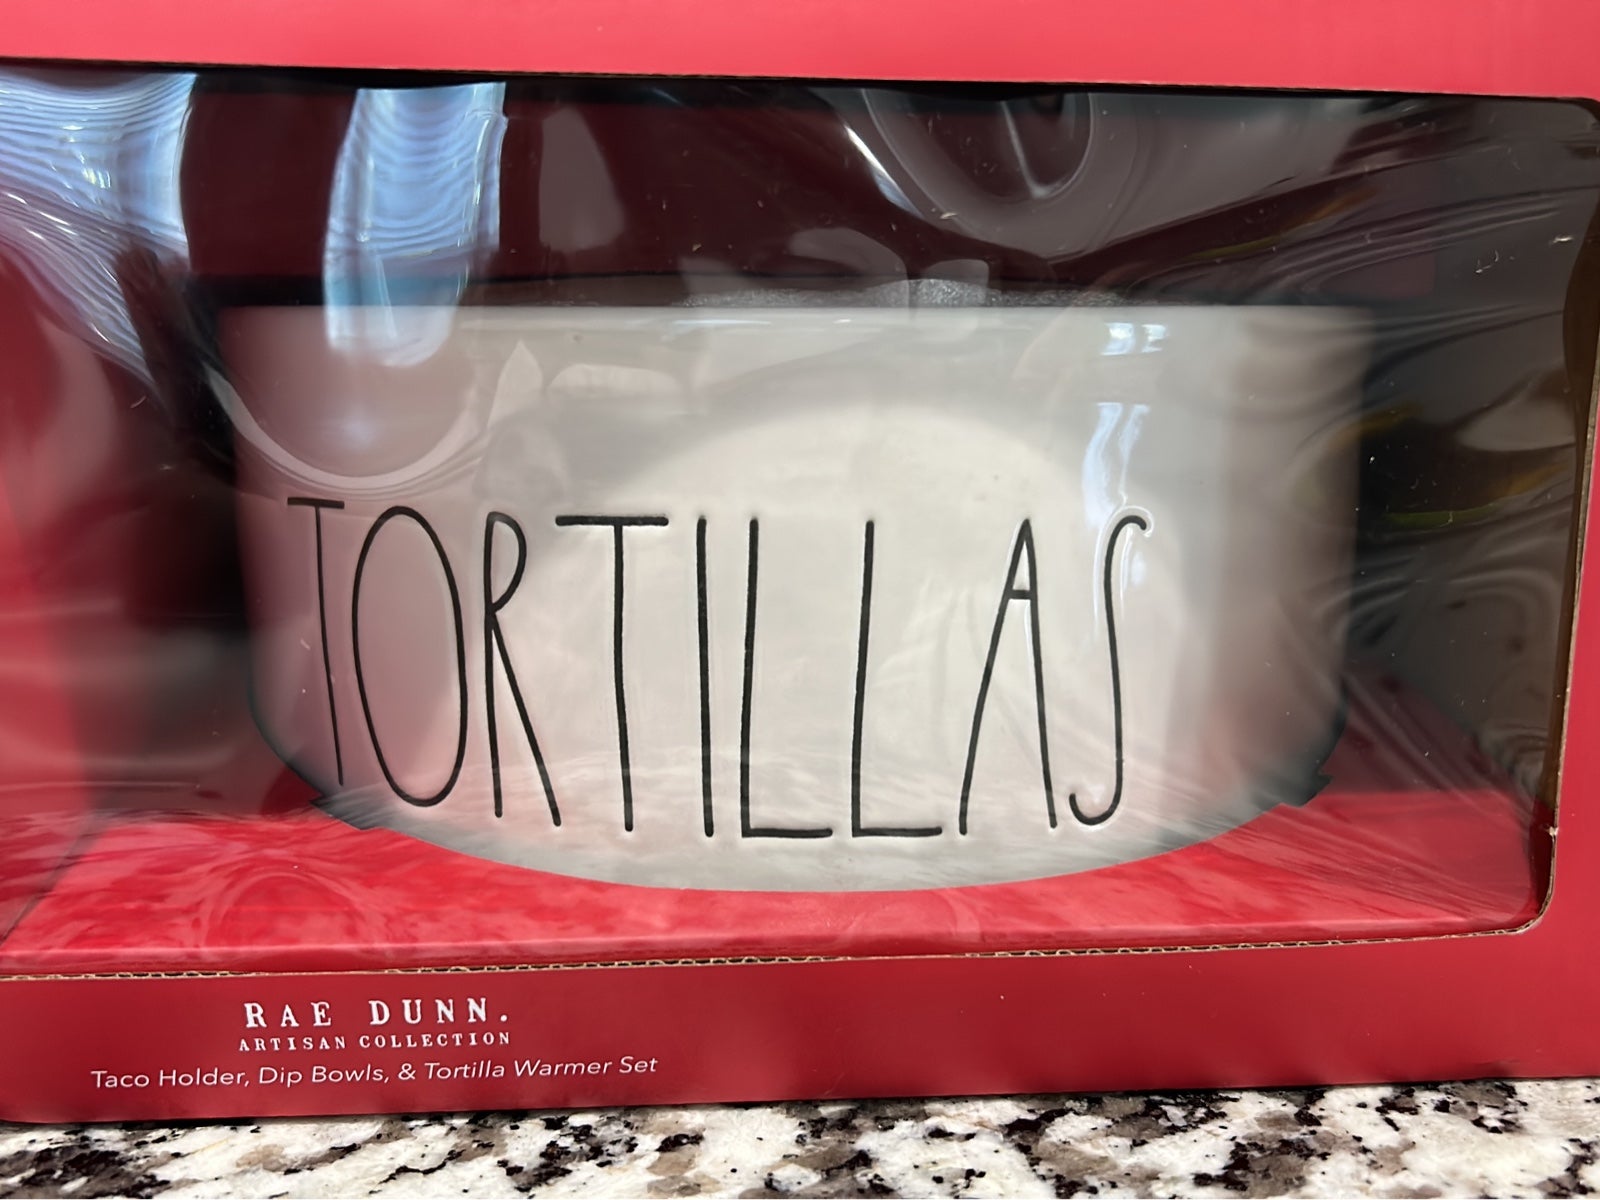 TORTILLAS
RAE DUNN.
ARTISAN COLLECTION
Taco Holder, Dip Bowls, & Tortilla Warmer Set